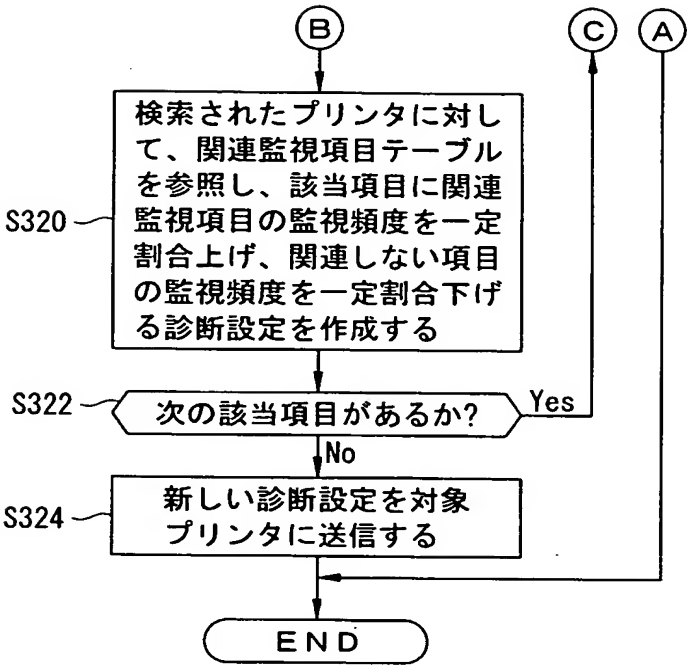 B
C
A
検索されたプリンタに対し
て、関連監視項目テーブル
を参照し、該当項目に関連
監視項目の監視頻度を一定
割合上げ、関連しない項目
の監視頻度を一定割合下げ
る診断設定を作成する
S320
S322
次の該当項目があるか?
Yes
No
S324
新しい診断設定を対象
プリンタに送信する
END